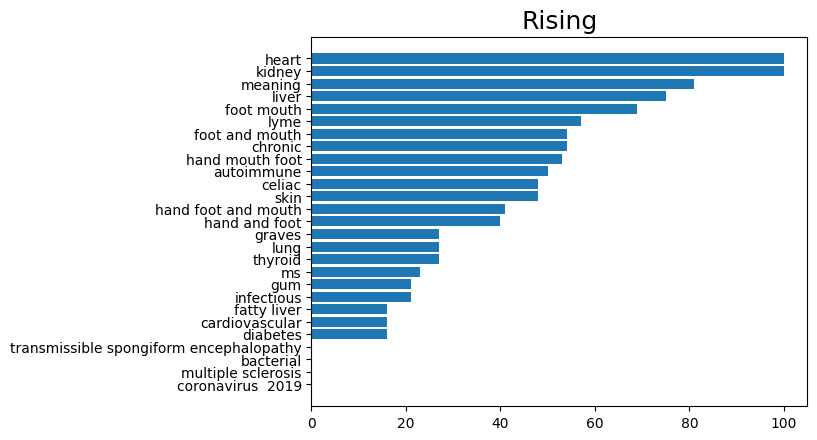 Rising
heart
kidney
meaning
liver
foot mouth
lyme
foot and mouth
chronic
hand mouth foot
autoimmune
celiac
skin
hand foot and mouth
hand and foot
graves
lung
thyroid
ms
gum
infectious
fatty liver
cardiovascular
diabetes
transmissible spongiform encephalopathy
bacterial
multiple sclerosis
coronavirus  2019
0 20 40 60 80 100